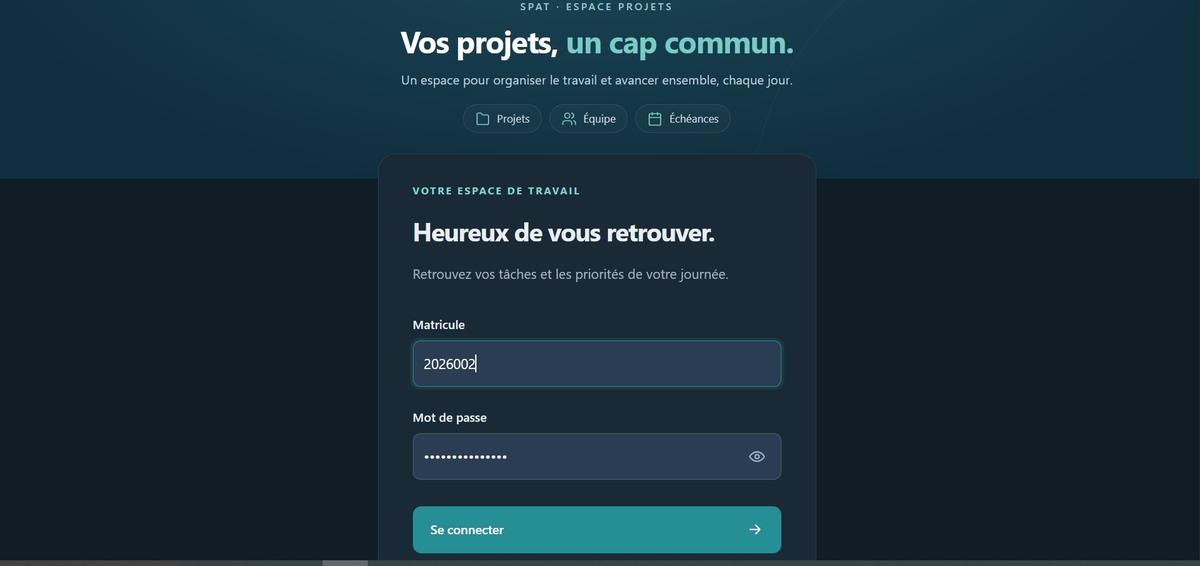 SPAT · ESPACE PROJETS
Vos projets, un cap commun.
Un espace pour organiser le travail et avancer ensemble, chaque jour.
Projets
Équipe
Échéances
VOTRE ESPACE DE TRAVAIL
Heureux de vous retrouver.
Retrouvez vos tâches et les priorités de votre journée.
Matricule
2026002
Mot de passe
•••••••••••••••
Se connecter